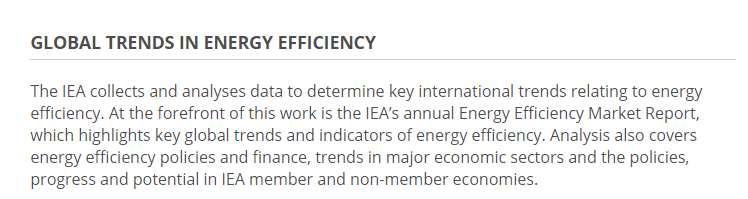 GLOBAL TRENDS IN ENERGY EFFICIENCY
The IEA collects and analyses data to determine key international trends relating to energy
efficiency. At the forefront of this work is the IEA’s annual Energy Efficiency Market Report,
which highlights key global trends and indicators of energy efficiency. Analysis also covers
energy efficiency policies and finance, trends in major economic sectors and the policies,
progress and potential in IEA member and non-member economies.